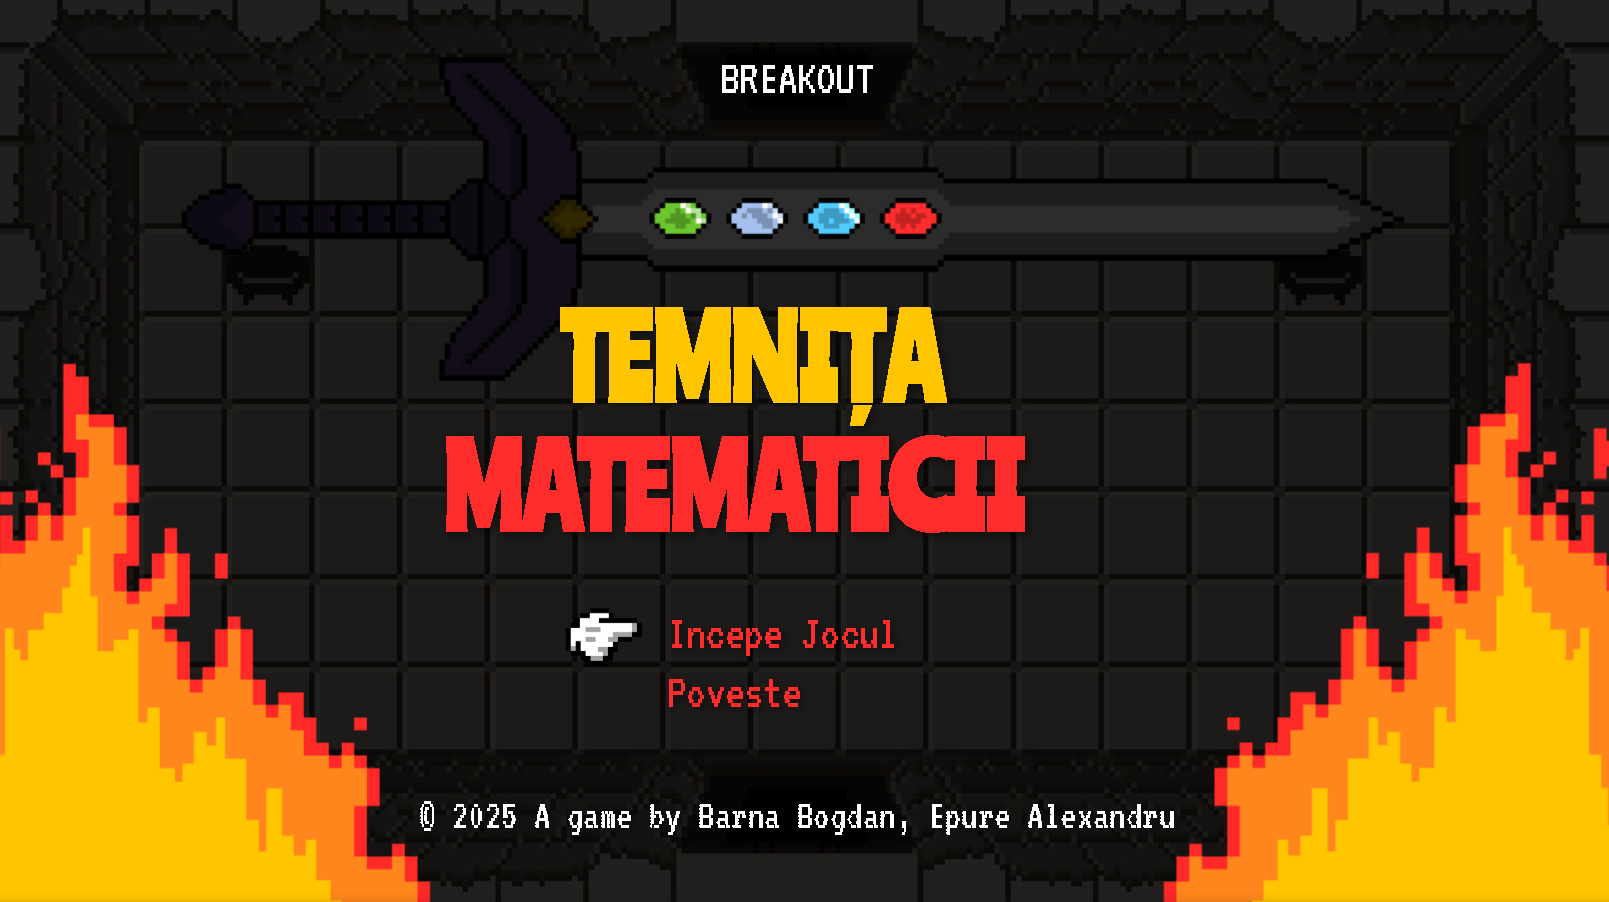 BREAKOUT
TEMNIȚA
MATEMATICII
Incepe Jocul
Poveste
© 2025 A game by Barna Bogdan, Epure Alexandru